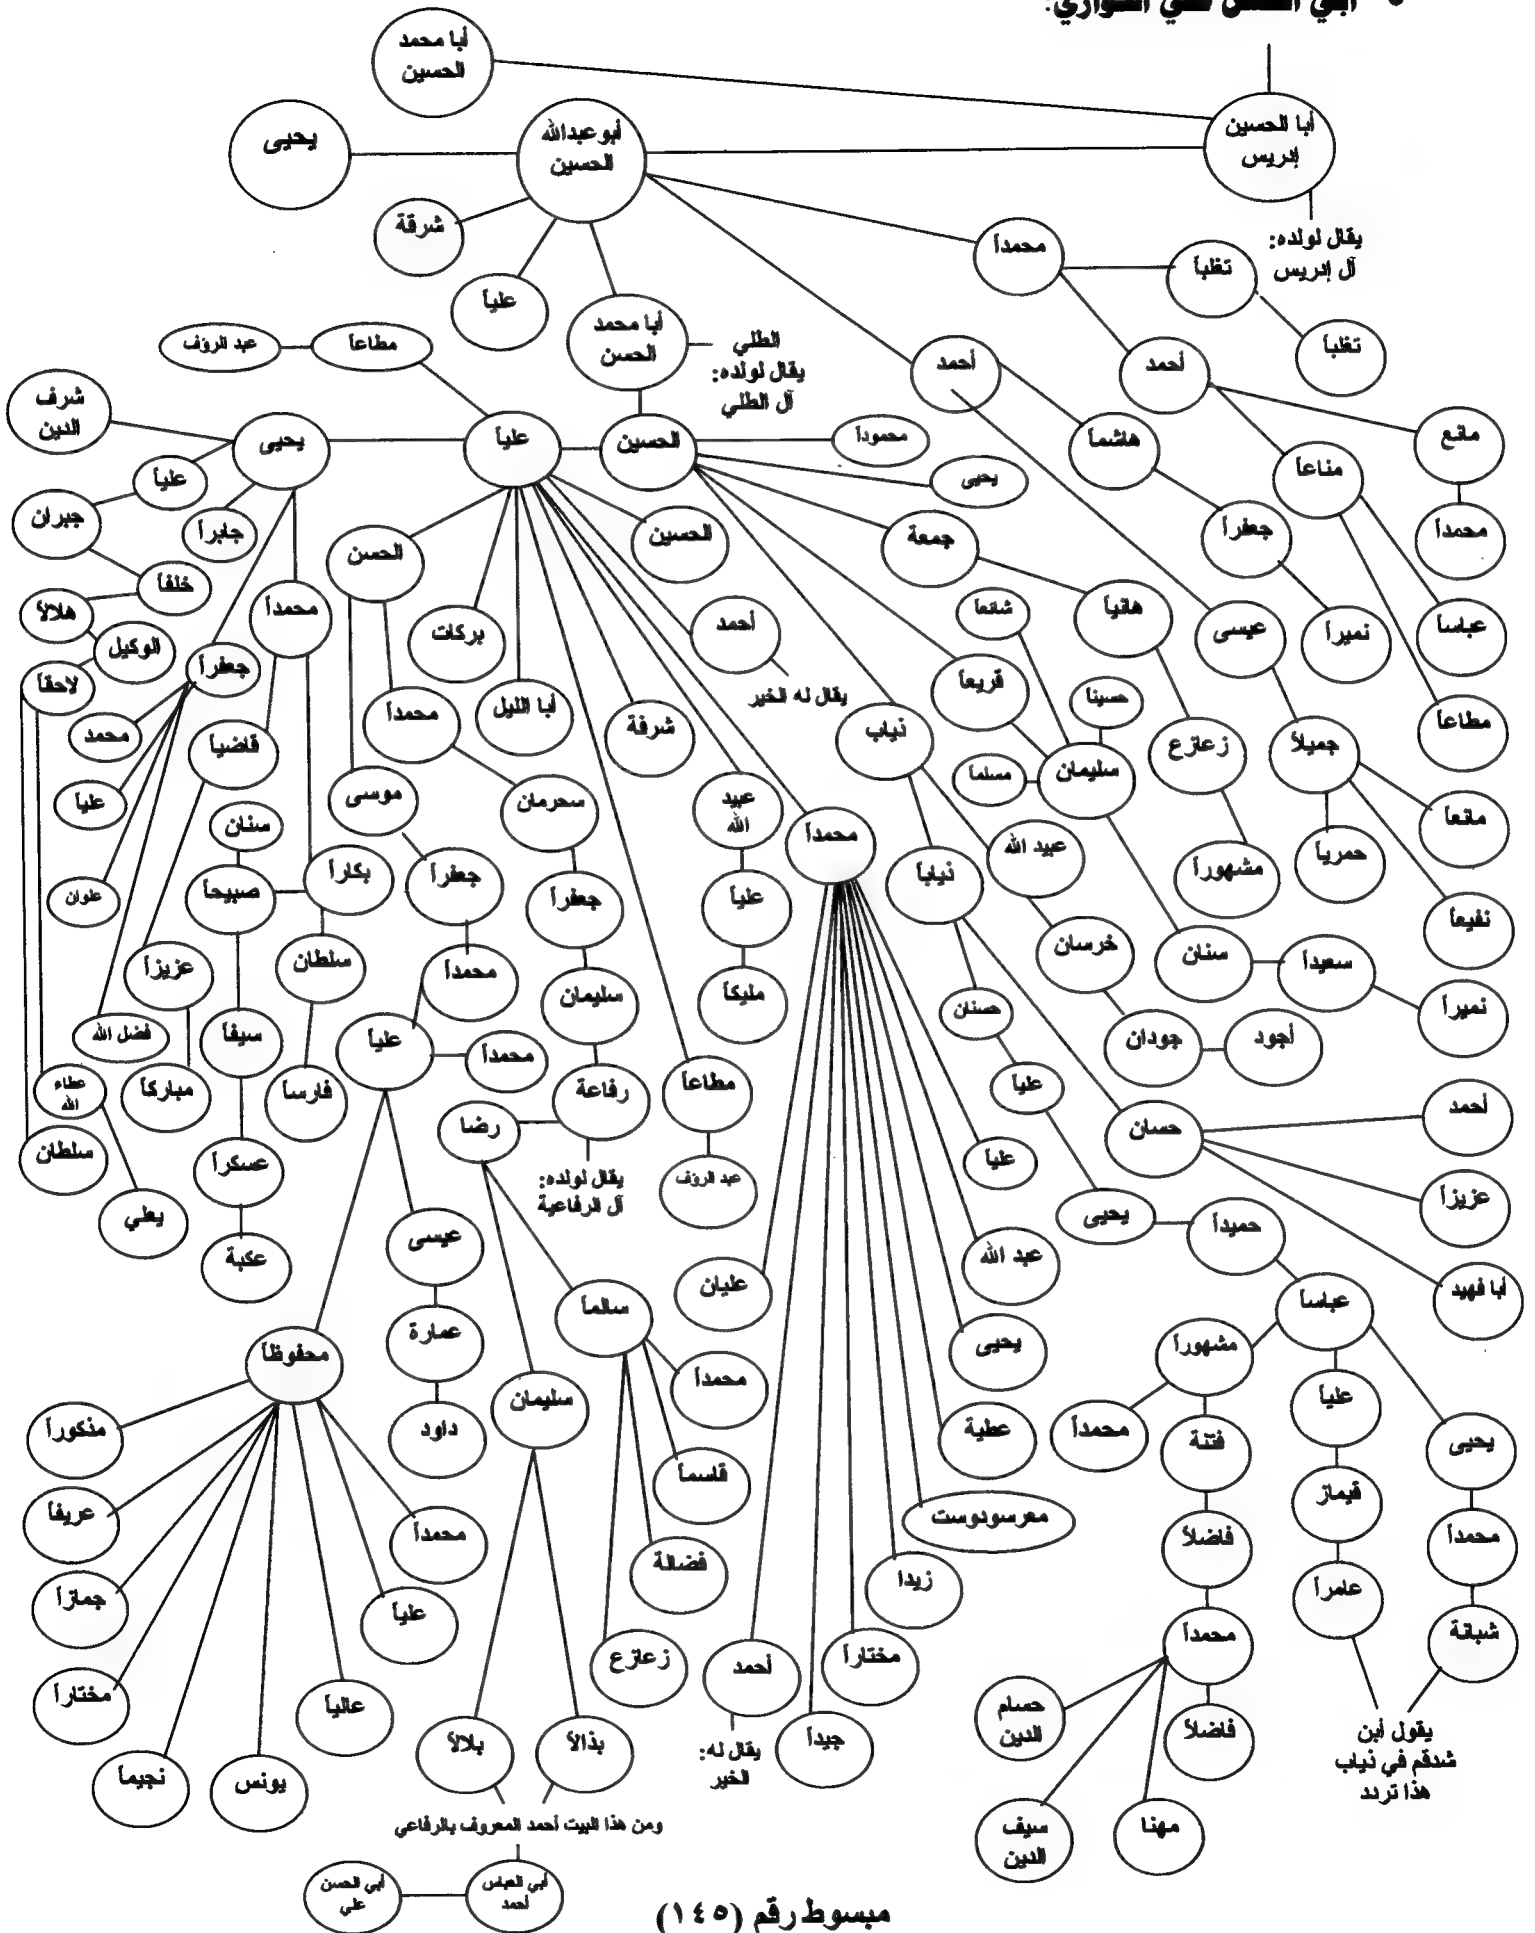 أبا محمد
الحسين
أبا الحسين
إدريس
أبو عبدالله
الحسين
يحيى
شرقة
علياً
يقال لولده:
آل إدريس
محمداً
تغلباً
تغلباً
أبا محمد
الحسن
الطلي
يقال لولده:
آل الطلي
مطاعاً
عبد الرؤف
أحمد
أحمد
شرف
الدين
يحيى
علياً
الحسين
محموداً
هاشماً
مناعاً
مانع
علياً
يحيى
جبران
جابراً
الحسن
الحسين
جمعة
جعفراً
محمداً
خلفاً
محمداً
هلالاً
الوكيل
جعفراً
لاحقاً
بركات
أحمد
يقال له الخير
شائعاً
هانياً
عيسى
نميراً
عباساً
قاضياً
محمداً
أبا الليل
شرفة
قريعاً
حسينا
مطاعاً
محمد
ذياب
زعازع
جميلاً
علياً
موسى
سحرمان
عبيد
الله
مسلما
سليمان
سنان
محمداً
عبيد الله
مشهوراً
حمرياً
مانعاً
علوان
صبيحاً
بكاراً
جعفراً
جعفراً
علياً
ذياباً
نفيعاً
عزيزاً
سلطان
محمداً
سليمان
مليكاً
خرسان
سنان
سعيداً
نميراً
حسنان
فضل الله
سيفاً
علياً
محمداً
جودان
أجود
عطاء
الله
مباركاً
فارساً
رفاعة
مطاعاً
علياً
حسان
أحمد
رضا
سلطان
عسكراً
يقال لولده:
آل الرفاعية
عبد الرؤف
علياً
عزيزاً
يعلي
عكبة
عيسى
يحيى
حميداً
عبد الله
عليان
أبا فهيد
سالماً
عباساً
عمارة
محفوظاً
يحيى
مشهوراً
محمداً
سليمان
علياً
مذكوراً
داود
عطية
محمداً
فتنة
يحيى
قاسماً
قيماز
عريفاً
محمداً
معرسودوست
فاضلاً
محمداً
فضالة
زيدا
عامراً
جمازاً
علياً
محمداً
شبانة
زعازع
أحمد
مختاراً
مختاراً
عالياً
حسام
الدين
فاضلاً
يقول أبن
شدقم في ذياب
هذا تردد
بلالاً
بذالاً
يقال له:
الخير
جيداً
نجيماً
يونس
سيف
الدين
مهنا
ومن هذا البيت أحمد المعروف بالرفاعي
أبي الحسن
علي
أبي العباس
أحمد
مبسوط رقم (١٤٥)